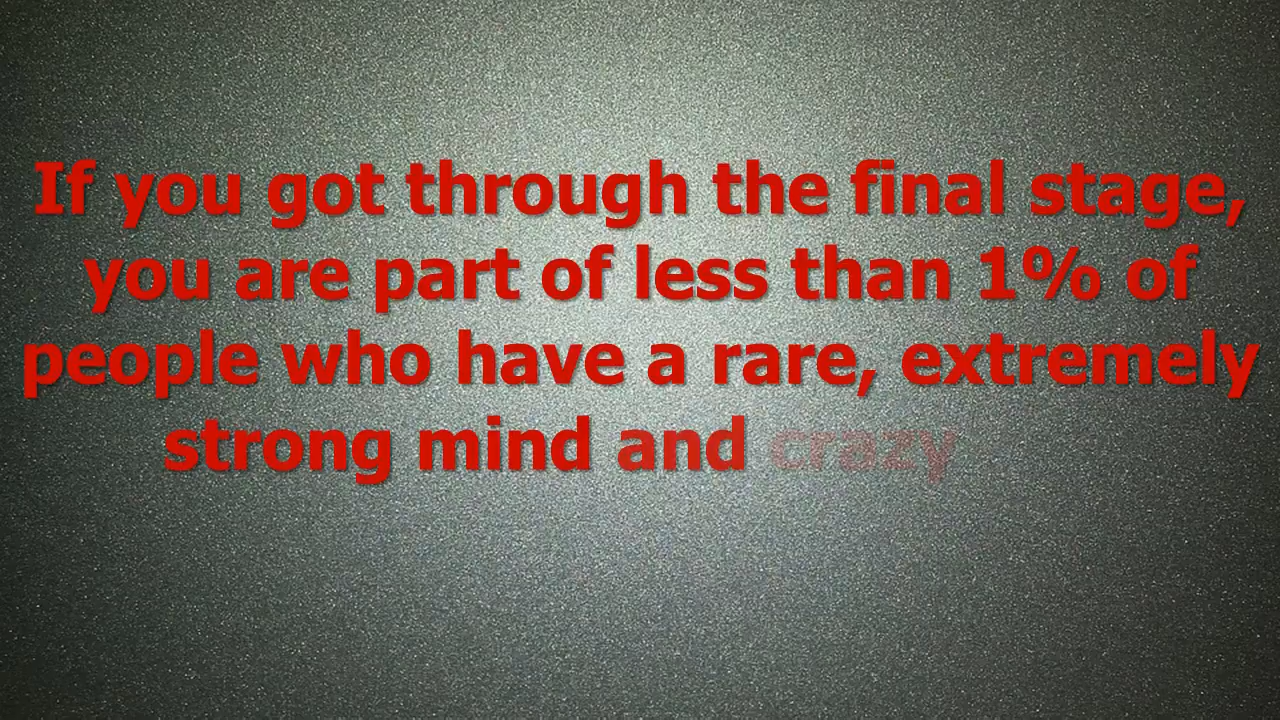 If you got through the final stage,
you are part of less than 1% of
people who have a rare, extremely
strong mind and crazy